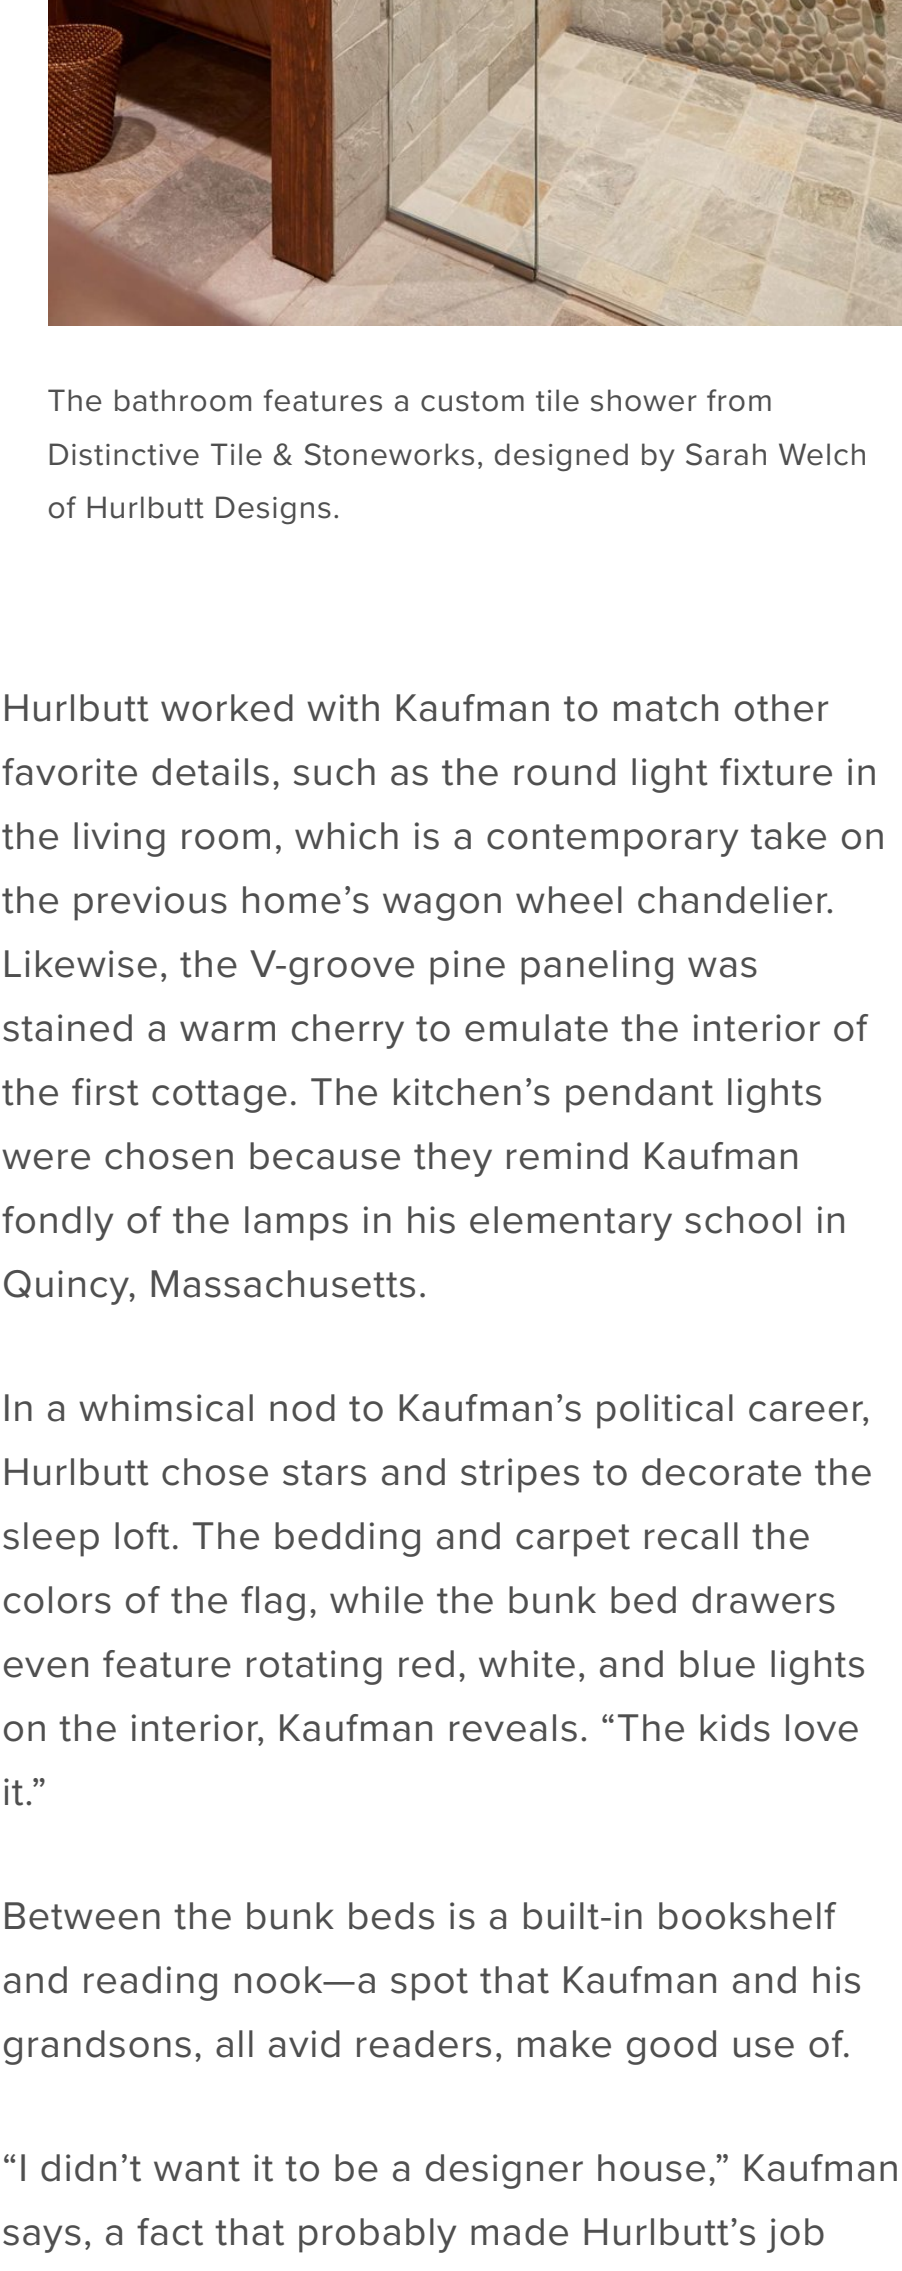 The bathroom features a custom tile shower from
Distinctive Tile & Stoneworks, designed by Sarah Welch
of Hurlbutt Designs.
Hurlbutt worked with Kaufman to match other
favorite details, such as the round light fixture in
the living room, which is a contemporary take on
the previous home’s wagon wheel chandelier.
Likewise, the V-groove pine paneling was
stained a warm cherry to emulate the interior of
the first cottage. The kitchen’s pendant lights
were chosen because they remind Kaufman
fondly of the lamps in his elementary school in
Quincy, Massachusetts.
In a whimsical nod to Kaufman’s political career,
Hurlbutt chose stars and stripes to decorate the
sleep loft. The bedding and carpet recall the
colors of the flag, while the bunk bed drawers
even feature rotating red, white, and blue lights
on the interior, Kaufman reveals. “The kids love
it.”
Between the bunk beds is a built-in bookshelf
and reading nook—a spot that Kaufman and his
grandsons, all avid readers, make good use of.
“I didn’t want it to be a designer house,” Kaufman
says, a fact that probably made Hurlbutt’s job